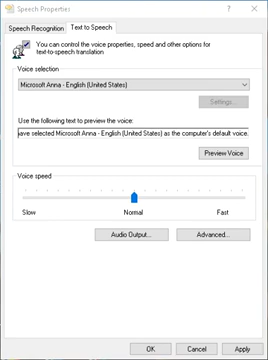 Speech Properties
Speech Recognition Text to Speech
You can control the voice properties, speed and other options for
text-to-speech translation
Voice selection
Microsoft Anna - English (United States)
Settings...
Use the following text to preview the voice:
ave selected Microsoft Anna - English (United States) as the computer's default voice.
Preview Voice
Voice speed
Slow Normal Fast
Audio Output... Advanced...
OK Cancel Apply